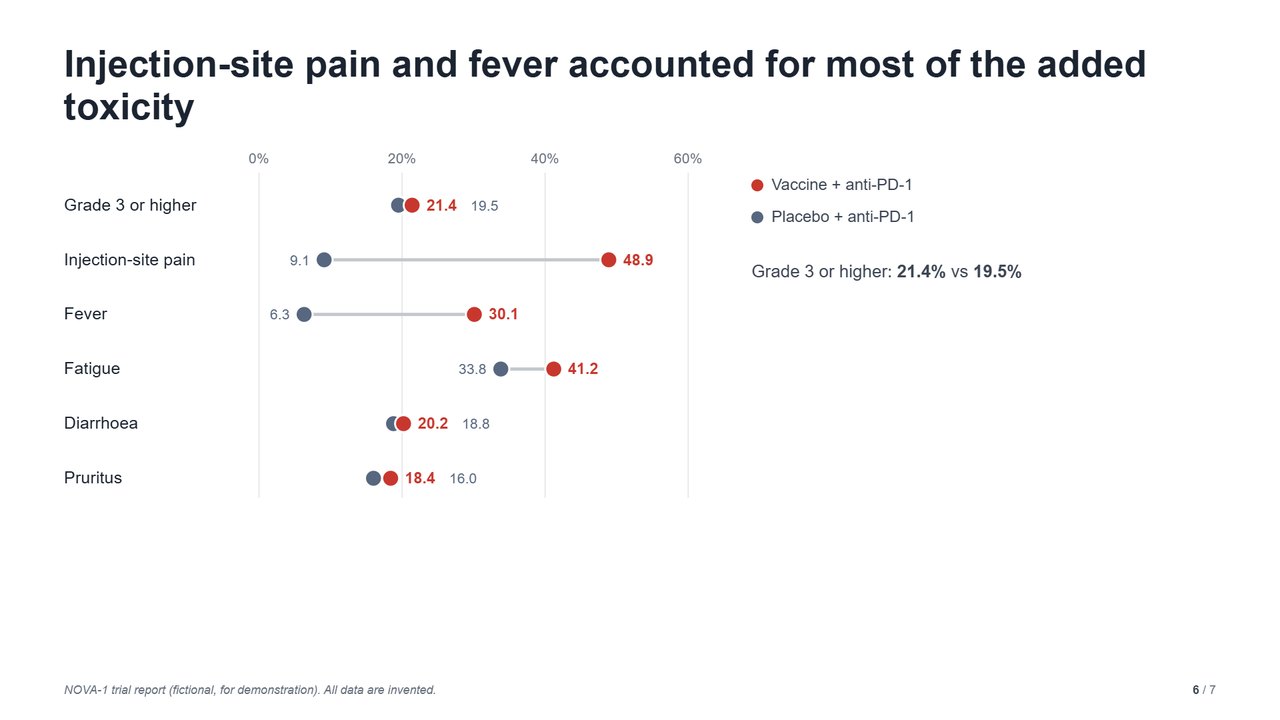 Injection-site pain and fever accounted for most of the added
toxicity
0% 20% 40% 60%
Grade 3 or higher 21.4 19.5
Injection-site pain 9.1 48.9
Fever 6.3 30.1
Fatigue 33.8 41.2
Diarrhoea 20.2 18.8
Pruritus 18.4 16.0
Vaccine + anti-PD-1
Placebo + anti-PD-1
Grade 3 or higher: 21.4% vs 19.5%
NOVA-1 trial report (fictional, for demonstration). All data are invented.
6 / 7